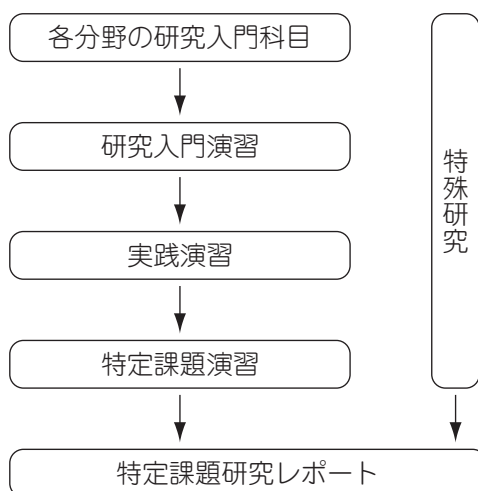 各分野の研究入門科目
研究入門演習
実践演習
特定課題演習
特殊研究
特定課題研究レポート